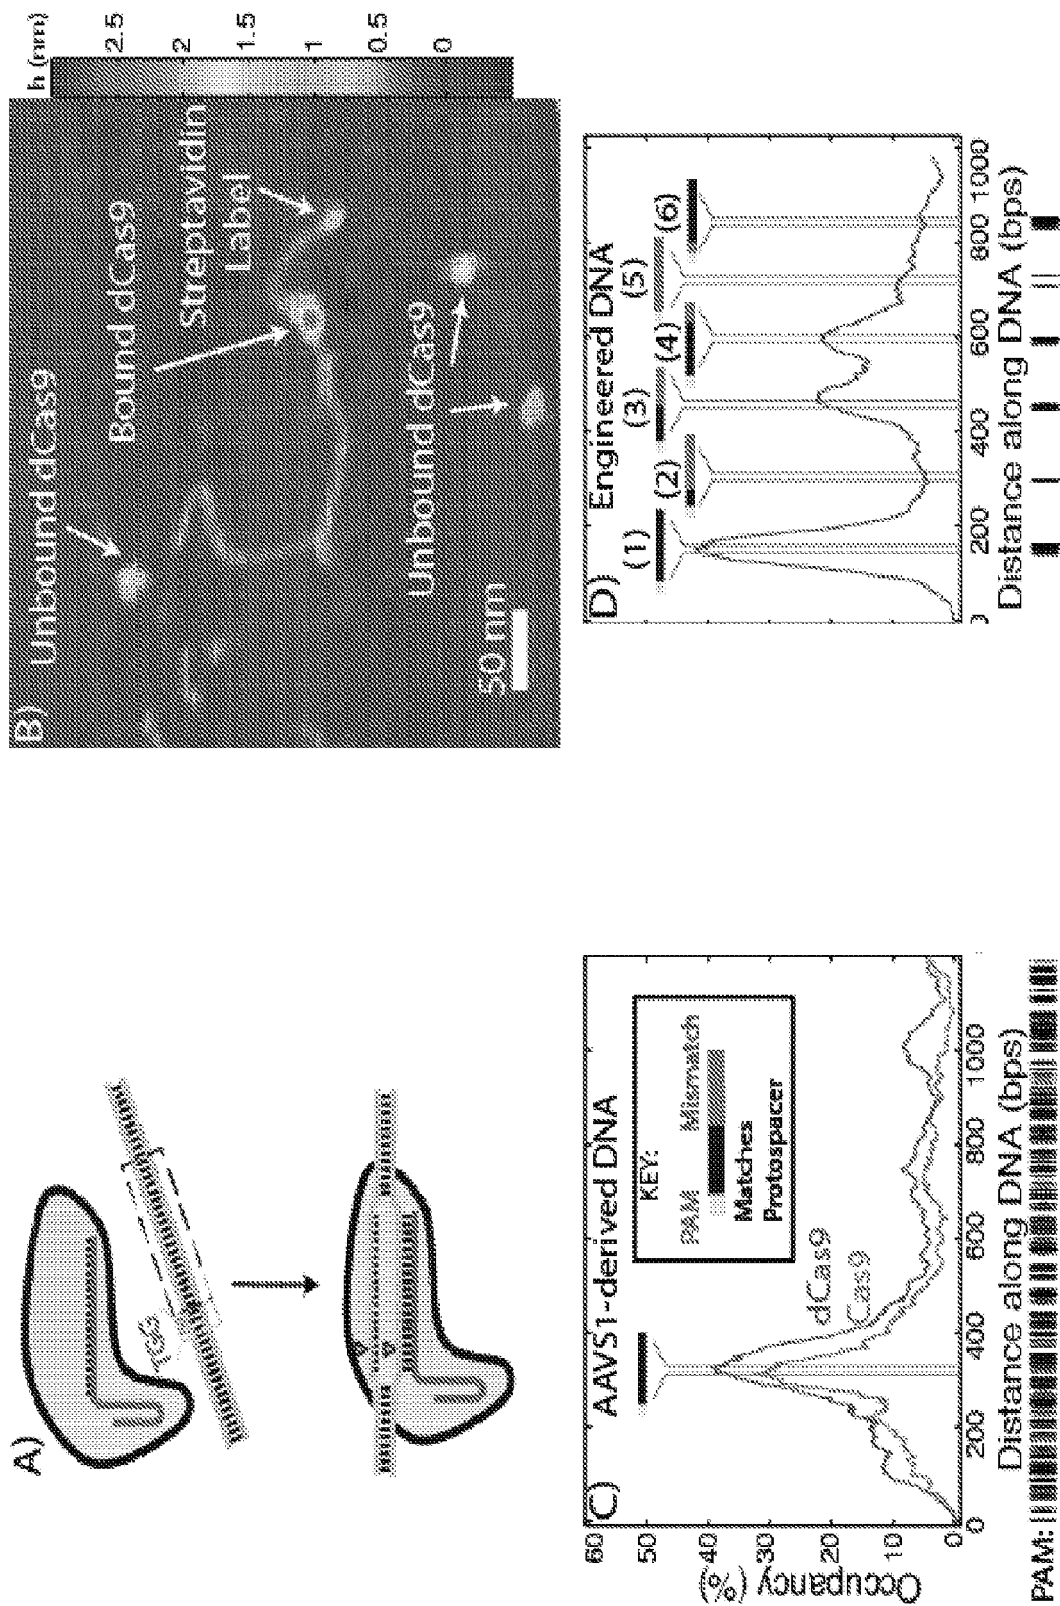 A)
TGG
B)
Unbound dCas9
Bound dCas9
Streptavidin
Label
Unbound dCas9
50 nm
h (nm)
2.5
2
1.5
1
0.5
0
C)
AAVS1-derived DNA
KEY:
PAM Mismatch
Matches
Protospacer
dCas9
Cas9
Occupancy
(%)
60
50
40
30
20
10
0
0 200 400 600 800 1000
Distance along DNA (bps)
PAM:
D)
Engineered DNA
(1)
(2)
(3)
(4)
(5)
(6)
200 400 600 800 1000
Distance along DNA (bps)